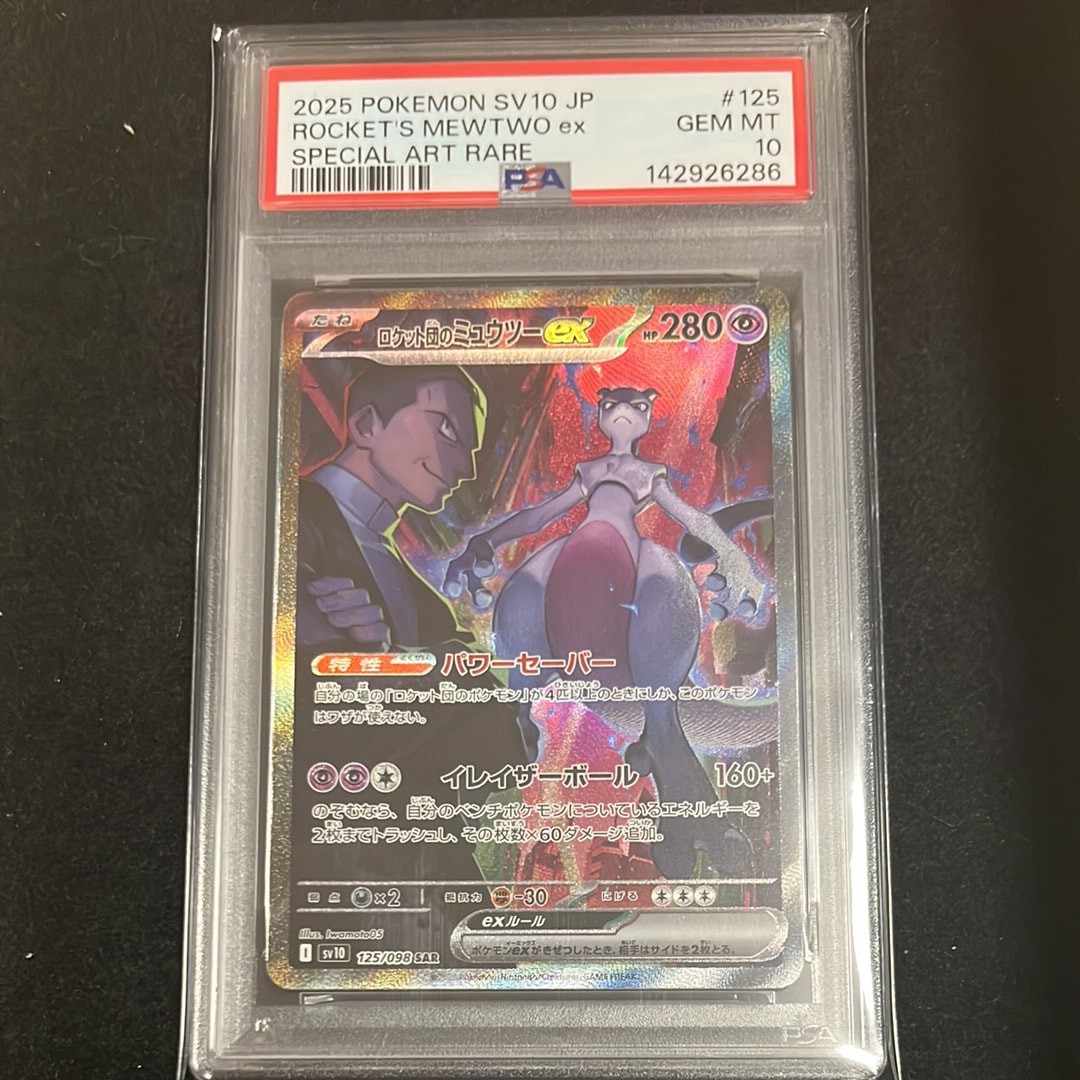 2025 POKEMON SV10 JP #125
ROCKET'S MEWTWO ex GEM MT
SPECIAL ART RARE 10
PSA 142926286
たね ロケット団のミュウツーex HP 280
特性 パワーセーバー
自分の場の「ロケット団のポケモン」が4匹以上のときにしか、このポケモン
はワザが使えない。
イレイザーボール 160+
のぞむなら、自分のベンチポケモンについているエネルギーを
2枚までトラッシュし、その枚数×60ダメージ追加。
弱点 ×2 抵抗力 -30 にげる
Illus. Iwamoto05
exルール
I sv10 125/098 SAR
ポケモンexがきぜつしたとき、相手はサイドを2枚とる。
PSA